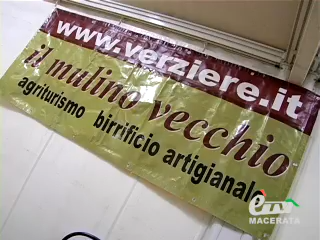 www.verziere.it
il mulino vecchio
agriturismo birrificio artigianale
MACERATA